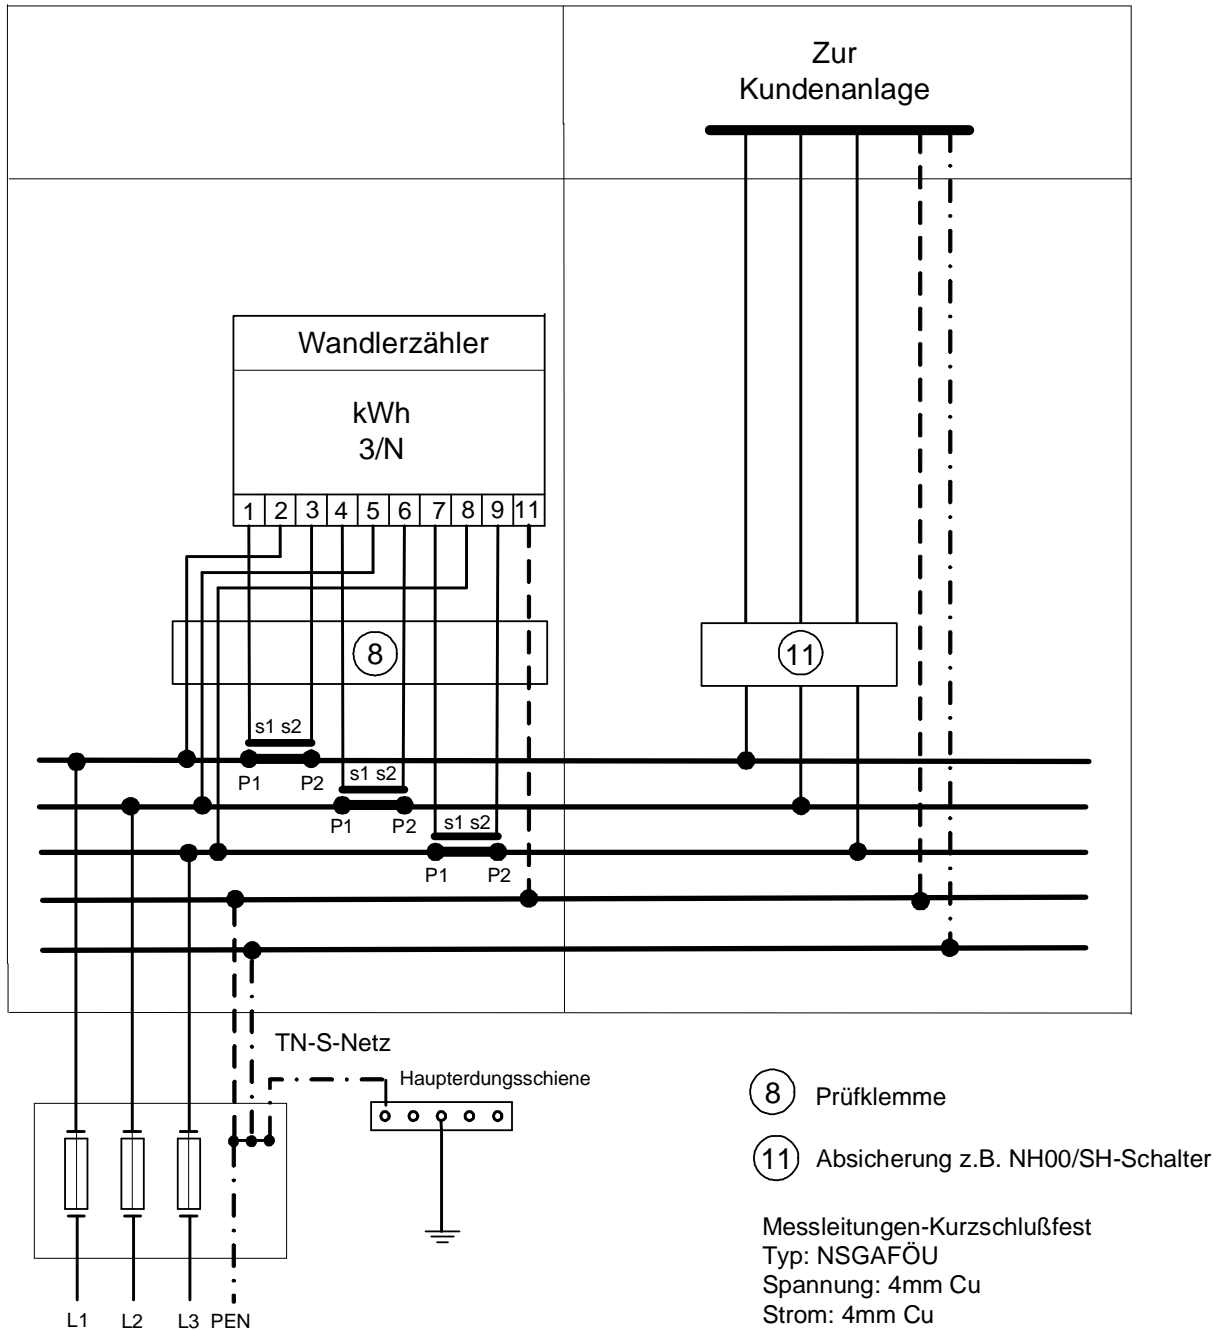 Zur
Kundenanlage
Wandlerzähler
kWh
3/N
1 2 3 4 5 6 7 8 9 11
8
11
s1 s2
P1 P2
s1 s2
P1 P2
s1 s2
P1 P2
TN-S-Netz
Haupterdungsschiene
L1 L2 L3 PEN
8 Prüfklemme
11 Absicherung z.B. NH00/SH-Schalter
Messleitungen-Kurzschlußfest
Typ: NSGAFÖU
Spannung: 4mm Cu
Strom: 4mm Cu